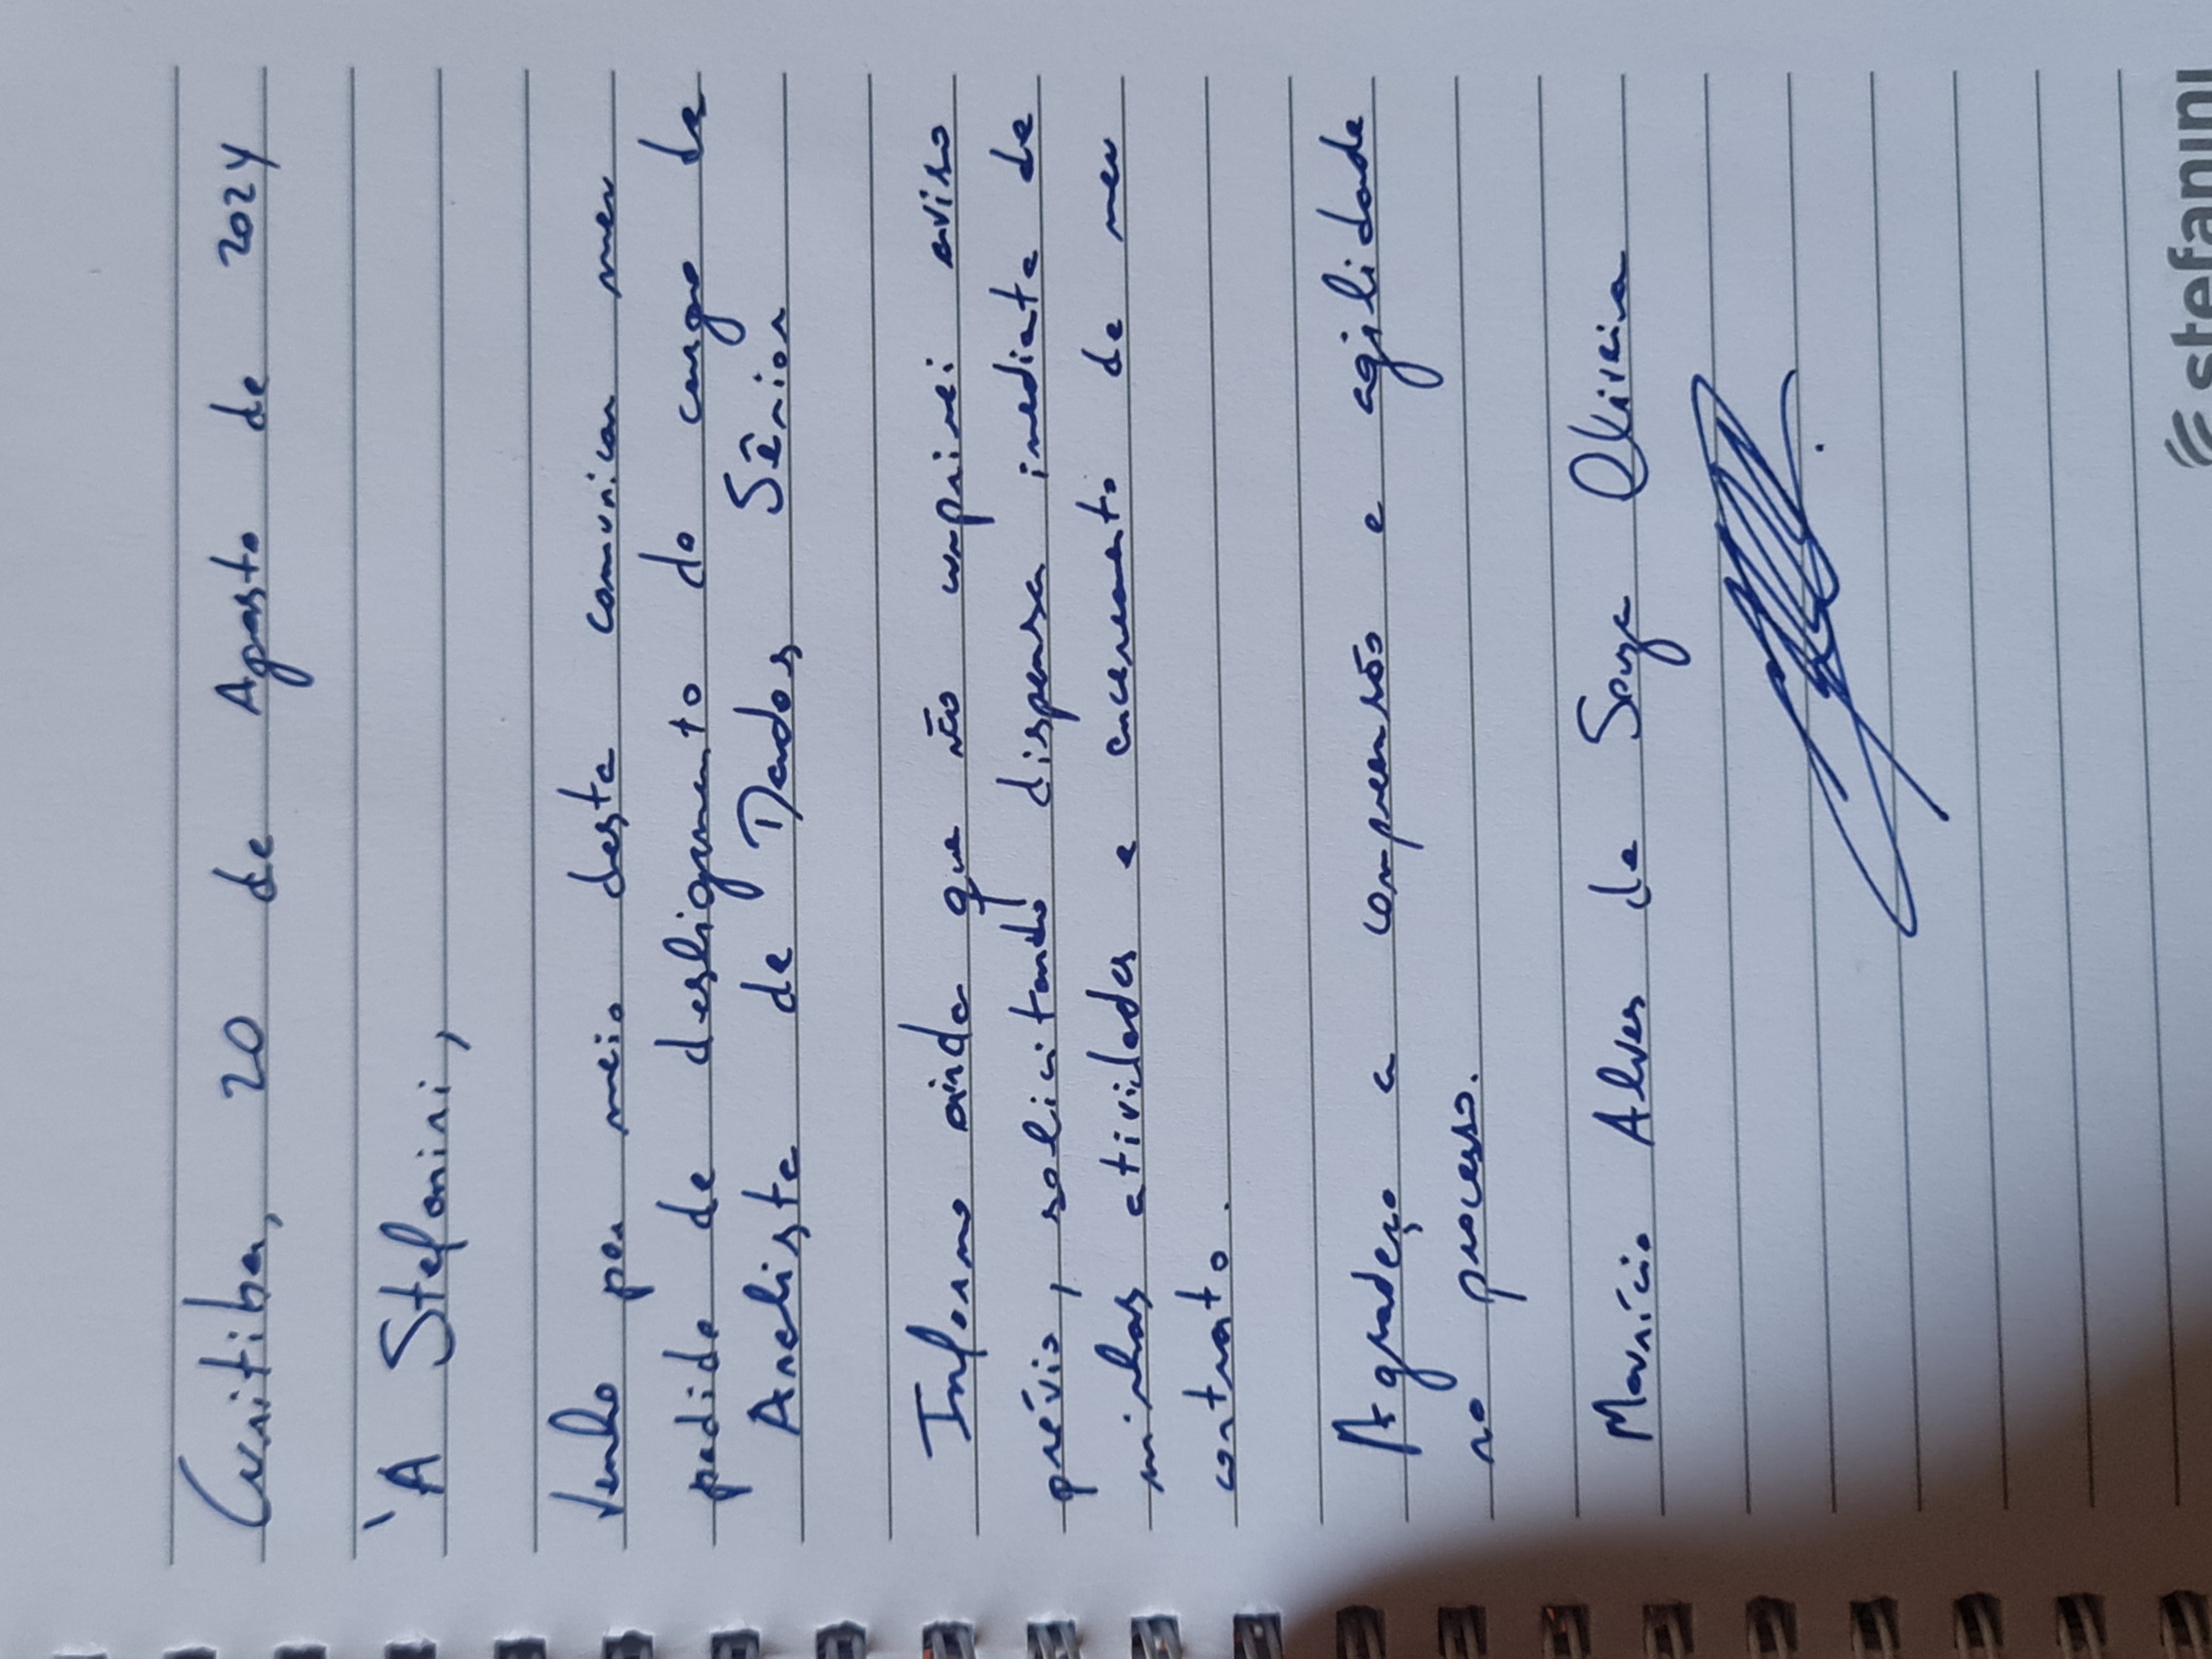 Curitiba, 20 de Agosto de 2024
À Stefanini,
Venho por meio desta comunicar meu
pedido de desligamento do cargo de
Analista de Dados Sênior
Informo ainda que não cumprirei aviso
prévio, solicitando dispensa imediata de
minhas atividades e encerramento de meu
contrato.
Agradeço a compreensão e agilidade
no processo.
Maurício Alves de Souza Oliveira
stefanini